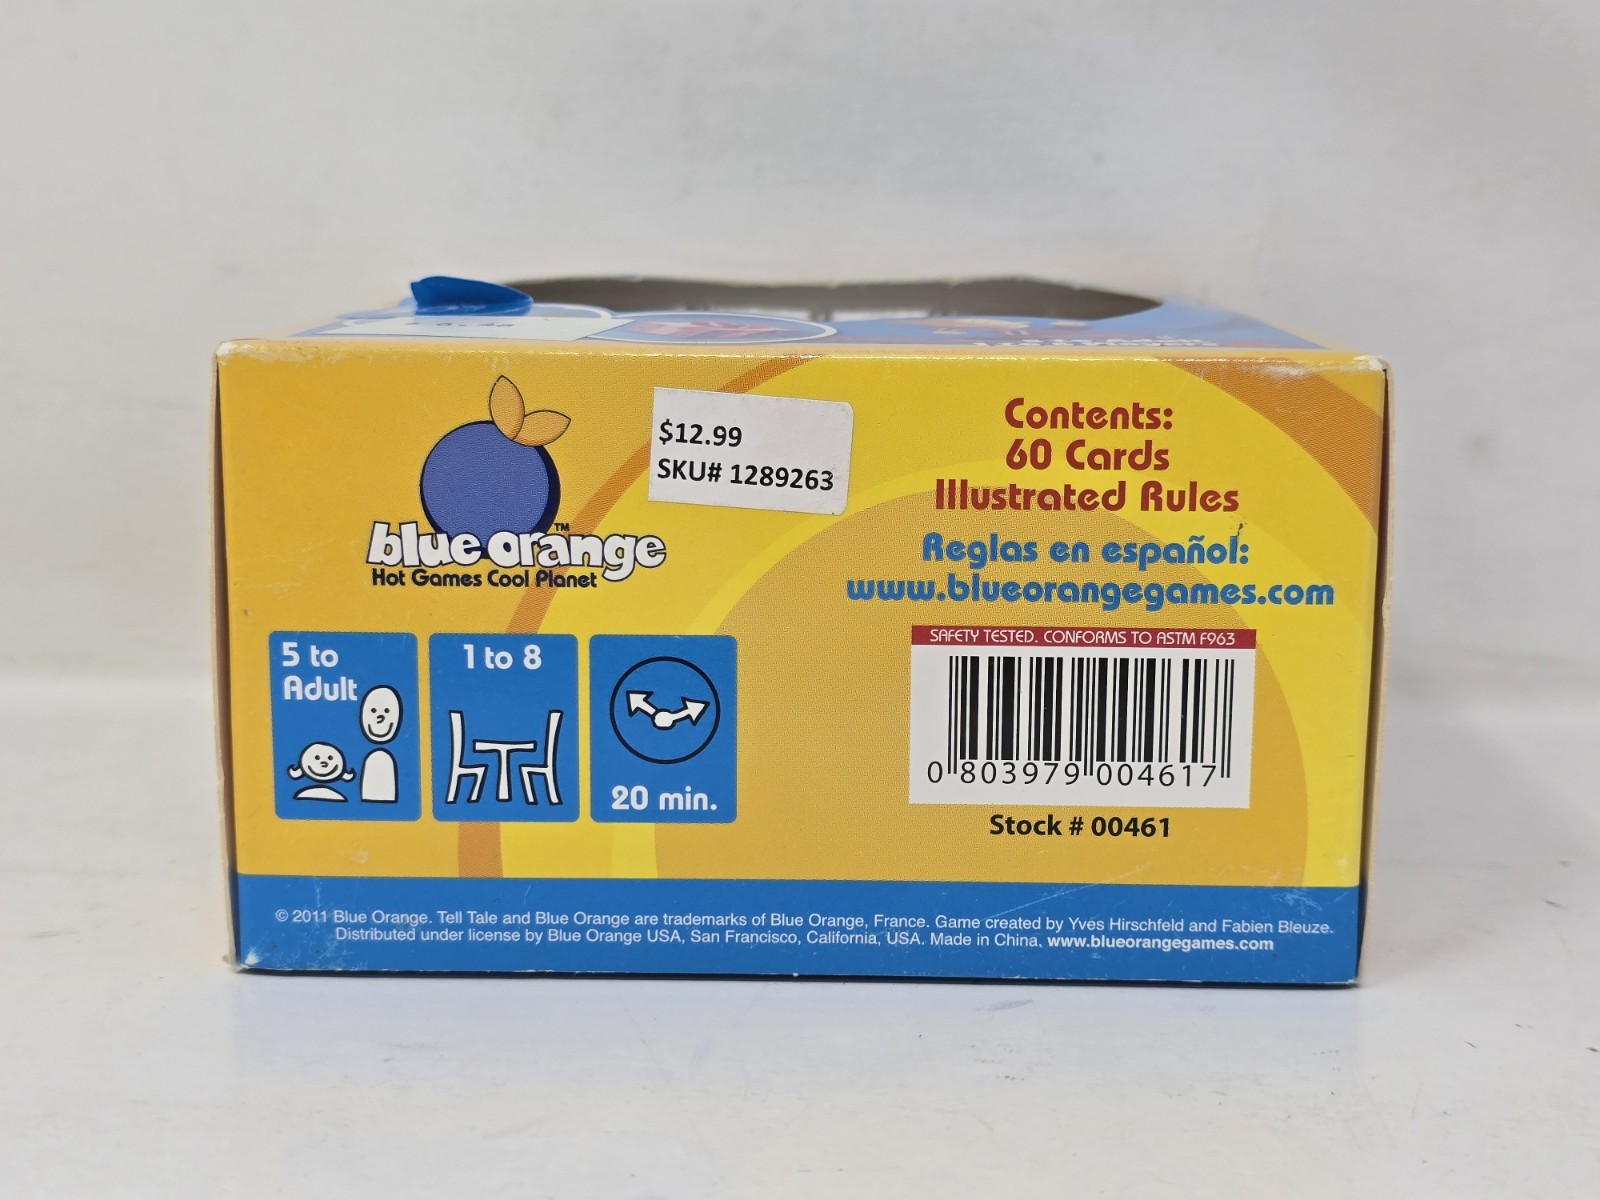 blue orange™
Hot Games Cool Planet
$12.99
SKU# 1289263
Contents:
60 Cards
Illustrated Rules
Reglas en español:
www.blueorangegames.com
5 to
Adult
1 to 8
20 min.
SAFETY TESTED. CONFORMS TO ASTM F963
0 803979 004617
Stock # 00461
© 2011 Blue Orange. Tell Tale and Blue Orange are trademarks of Blue Orange, France. Game created by Yves Hirschfeld and Fabien Bleuze.
Distributed under license by Blue Orange USA, San Francisco, California, USA. Made in China. www.blueorangegames.com